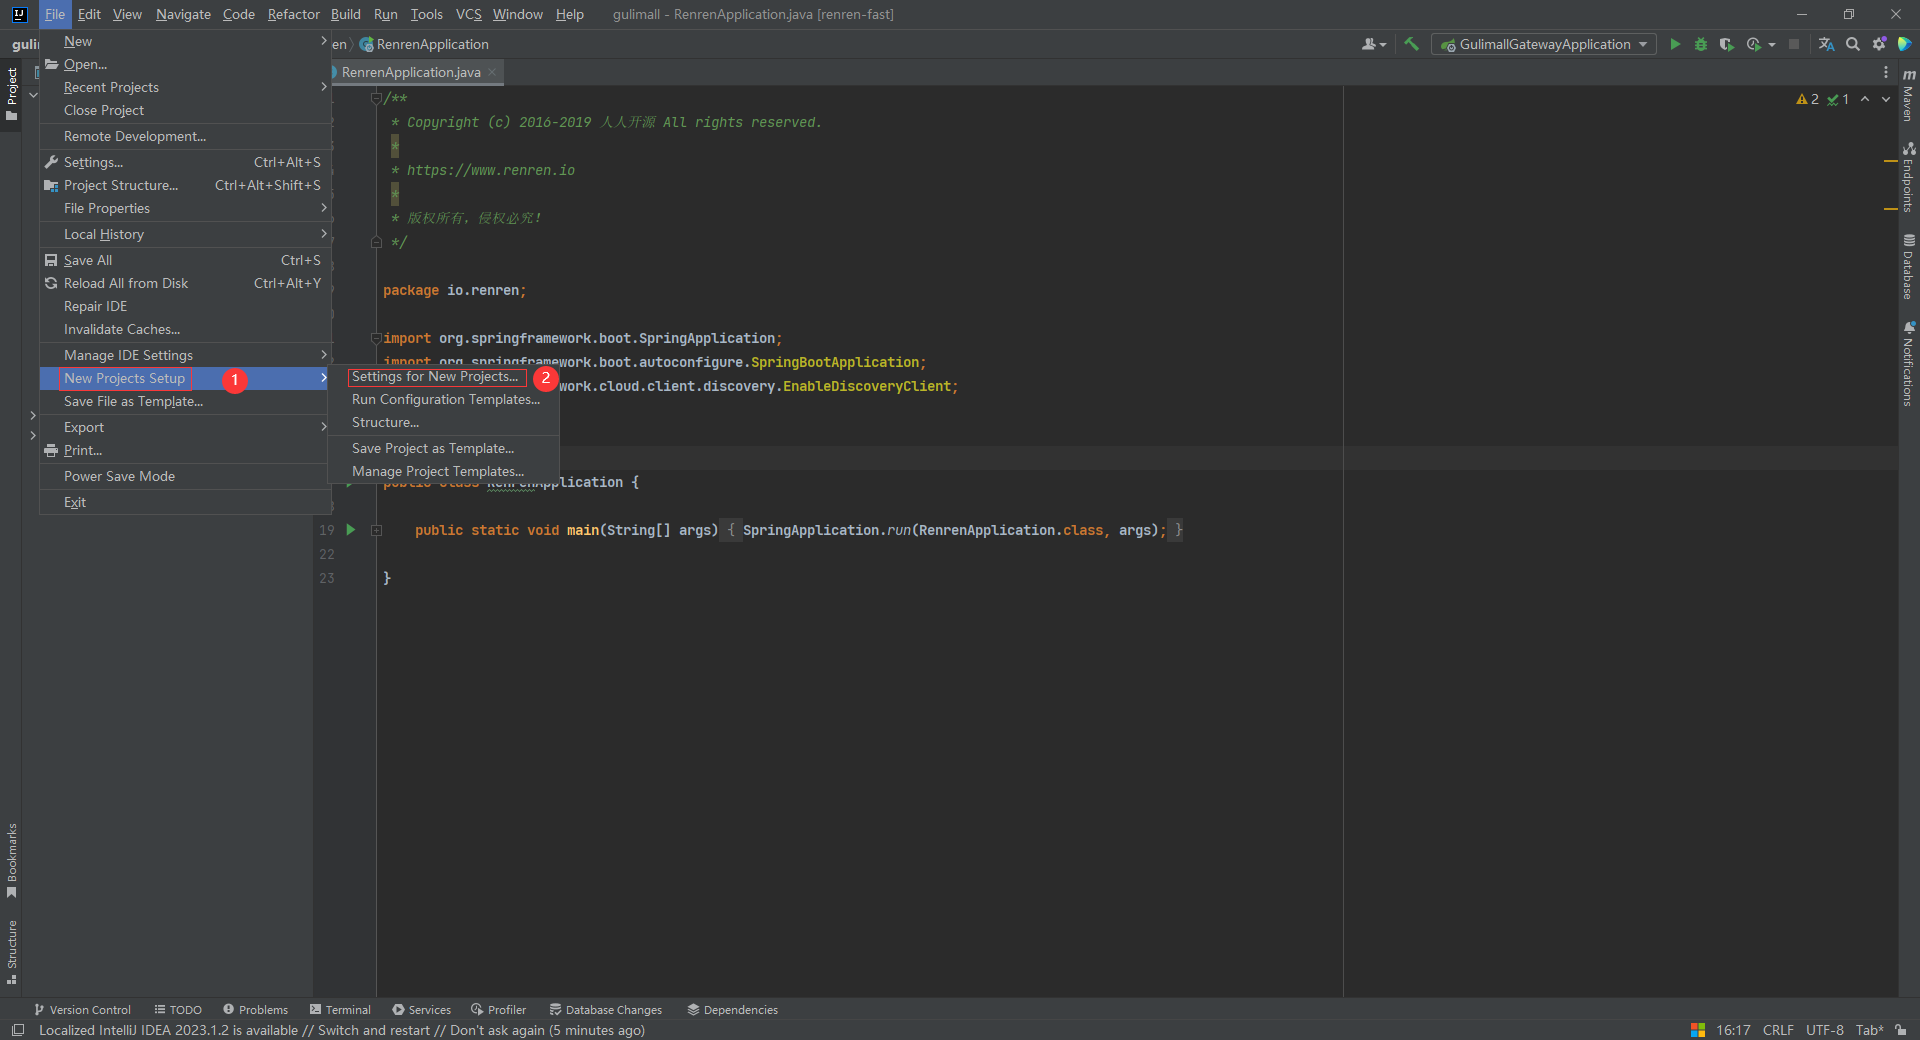 File Edit View Navigate Code Refactor Build Run Tools VCS Window Help gulimall - RenrenApplication.java [renren-fast]
RenrenApplication
GulimallGatewayApplication
RenrenApplication.java
New
Open...
Recent Projects
Close Project
Remote Development...
Settings... Ctrl+Alt+S
Project Structure... Ctrl+Alt+Shift+S
File Properties
Local History
Save All Ctrl+S
Reload All from Disk Ctrl+Alt+Y
Repair IDE
Invalidate Caches...
Manage IDE Settings
New Projects Setup 1
Save File as Template...
Export
Print...
Power Save Mode
Exit
Settings for New Projects... 2
Run Configuration Templates...
Structure...
Save Project as Template...
Manage Project Templates...
/**
* Copyright (c) 2016-2019 人人开源 All rights reserved.
*
* https://www.renren.io
*
* 版权所有，侵权必究！
*/
package io.renren;
import org.springframework.boot.SpringApplication;
import org.springframework.boot.autoconfigure.SpringBootApplication;
work.cloud.client.discovery.EnableDiscoveryClient;
public class RenrenApplication {
19 public static void main(String[] args) { SpringApplication.run(RenrenApplication.class, args); }
22
23 }
2 1
Project
Bookmarks
Structure
Maven
Endpoints
Database
Notifications
Version Control TODO Problems Terminal Services Profiler Database Changes Dependencies
Localized IntelliJ IDEA 2023.1.2 is available // Switch and restart // Don't ask again (5 minutes ago) 16:17 CRLF UTF-8 Tab*